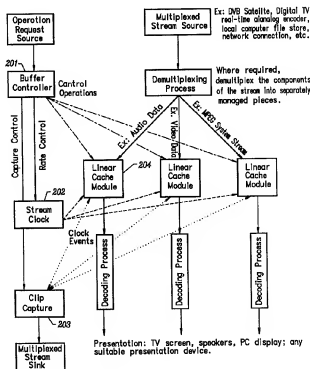 Operation
Request
Source
Multiplexed
Stream Source
Ex: DVB Satelite, Digital TV
real-time alanalog encoder,
local computer file store,
network connection, etc.
201
Buffer
Controller
Cantrol
Operations
Demultiplexing
Process
Where required,
demultiplex the components
of the stream into separately
managed pieces.
Capture Control
Rate Control
Ex: Audio Data
Ex. Video Data
Ex: MPEG System Stream
204
Linear
Cache
Module
Linear
Cache
Module
Linear
Cache
Module
202
Stream
Clock
Clock
Events
Decoding Process
Decoding Process
Decoding Process
Clip
Capture
203
Multiplexed
Stream
Sink
Presentation: TV screen, speakers, PC display; any
suitable presentation device.